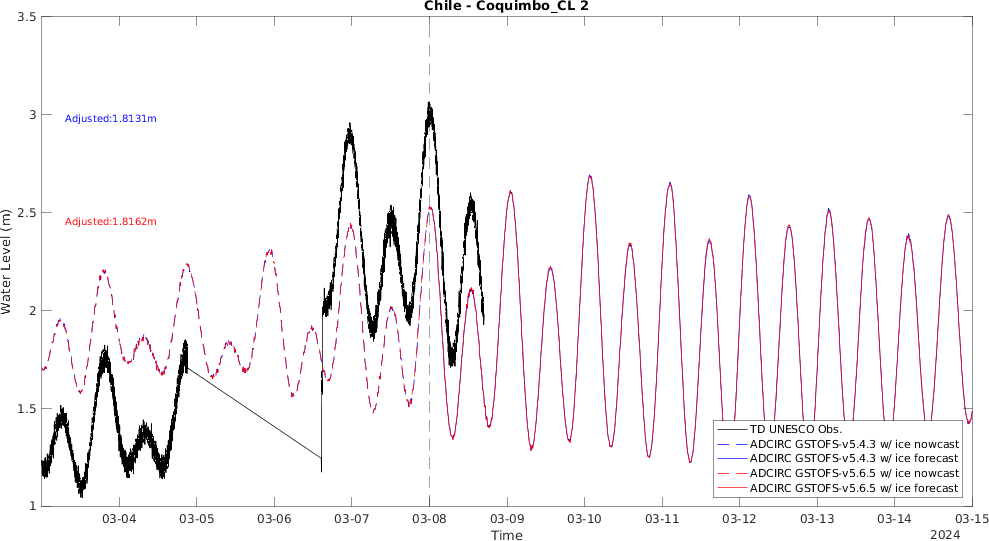 Chile - Coquimbo_CL 2
3.5
3
2.5
2
1.5
1
Water Level (m)
Adjusted:1.8131m
Adjusted:1.8162m
TD UNESCO Obs.
ADCIRC GSTOFS-v5.4.3 w/ ice nowcast
ADCIRC GSTOFS-v5.4.3 w/ ice forecast
ADCIRC GSTOFS-v5.6.5 w/ ice nowcast
ADCIRC GSTOFS-v5.6.5 w/ ice forecast
03-04 03-05 03-06 03-07 03-08 03-09 03-10 03-11 03-12 03-13 03-14 03-15
Time
2024